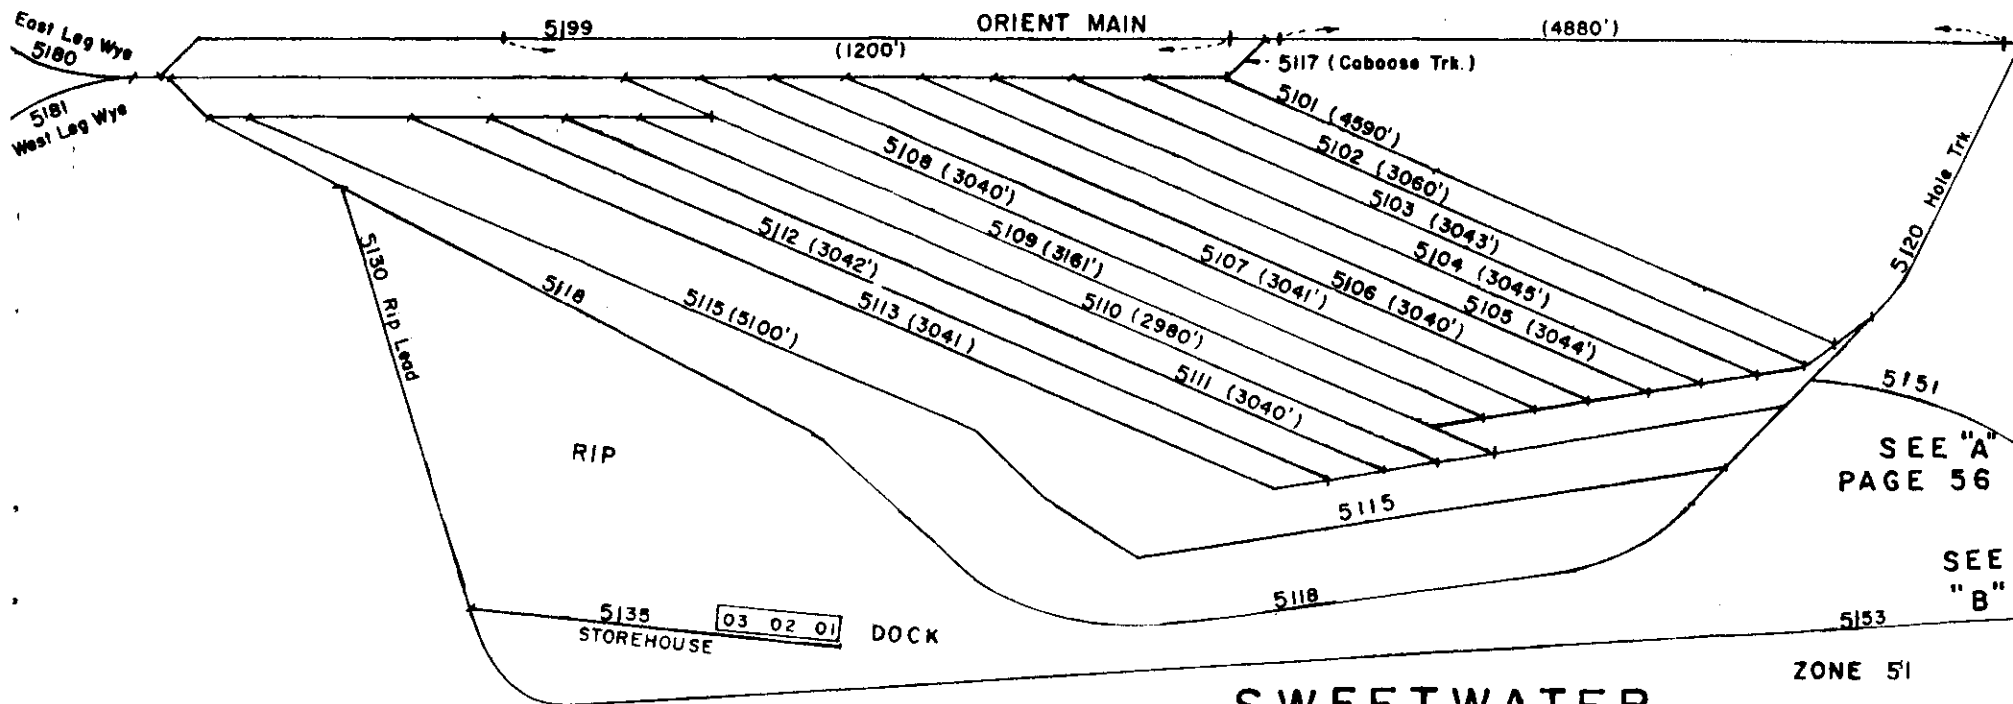 East Leg Wye
5180
5181
West Leg Wye
5199
(1200')
ORIENT MAIN
(4880')
5117 (Caboose Trk.)
5101 (4590')
5102 (3060')
5103 (3043')
5104 (3045')
5105 (3044')
5106 (3040')
5107 (3041')
5108 (3040')
5109 (3161')
5110 (2980')
5111 (3040')
5112 (3042')
5113 (3041)
5115 (5100')
5118
5120 Hole Trk.
5130 Rip Lead
RIP
5115
5118
5151
SEE "A"
PAGE 56
SEE
"B"
5153
ZONE 51
5135
STOREHOUSE
03 02 01
DOCK
SWEETWATER